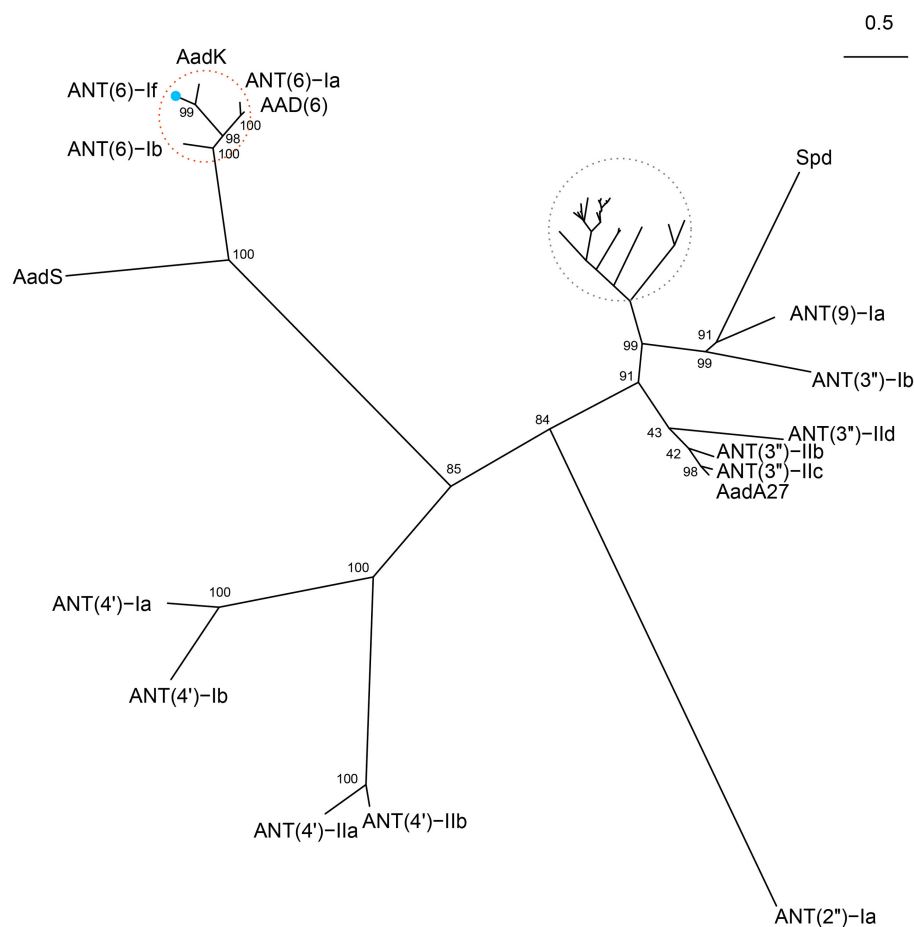 0.5
AadK
ANT(6)−Ia
ANT(6)−If
AAD(6)
99
100
98
ANT(6)−Ib
100
Spd
100
AadS
ANT(9)−Ia
91
99
99
ANT(3")−Ib
91
84
43
ANT(3")−IId
42
ANT(3")−IIb
85
98
ANT(3")−IIc
AadA27
100
100
ANT(4')−Ia
ANT(4')−Ib
100
ANT(4')−IIa
ANT(4')−IIb
ANT(2")−Ia